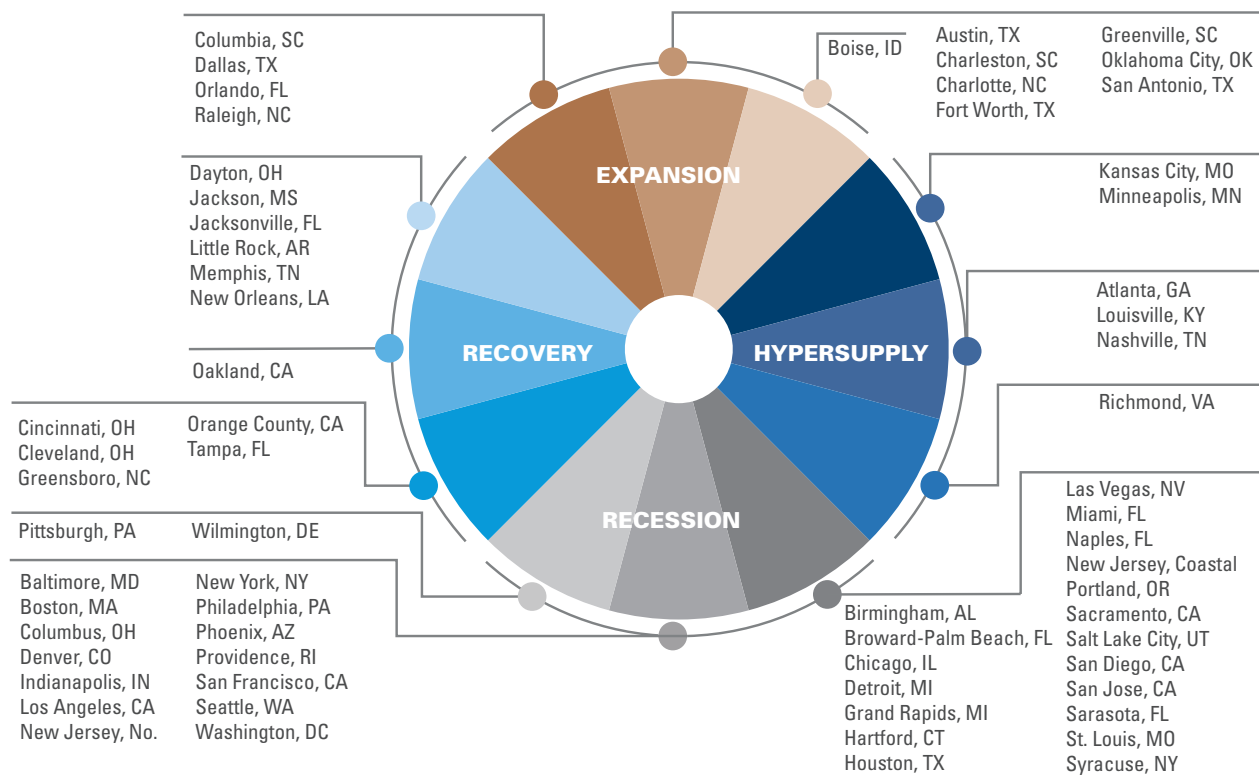 Columbia, SC
Dallas, TX
Orlando, FL
Raleigh, NC
Boise, ID
Austin, TX
Charleston, SC
Charlotte, NC
Fort Worth, TX
Greenville, SC
Oklahoma City, OK
San Antonio, TX
EXPANSION
Dayton, OH
Jackson, MS
Jacksonville, FL
Little Rock, AR
Memphis, TN
New Orleans, LA
Kansas City, MO
Minneapolis, MN
Atlanta, GA
Louisville, KY
Nashville, TN
RECOVERY
HYPERSUPPLY
Oakland, CA
Richmond, VA
Cincinnati, OH
Cleveland, OH
Greensboro, NC
Orange County, CA
Tampa, FL
RECESSION
Pittsburgh, PA
Wilmington, DE
Baltimore, MD
Boston, MA
Columbus, OH
Denver, CO
Indianapolis, IN
Los Angeles, CA
New Jersey, No.
New York, NY
Philadelphia, PA
Phoenix, AZ
Providence, RI
San Francisco, CA
Seattle, WA
Washington, DC
Birmingham, AL
Broward-Palm Beach, FL
Chicago, IL
Detroit, MI
Grand Rapids, MI
Hartford, CT
Houston, TX
Las Vegas, NV
Miami, FL
Naples, FL
New Jersey, Coastal
Portland, OR
Sacramento, CA
Salt Lake City, UT
San Diego, CA
San Jose, CA
Sarasota, FL
St. Louis, MO
Syracuse, NY